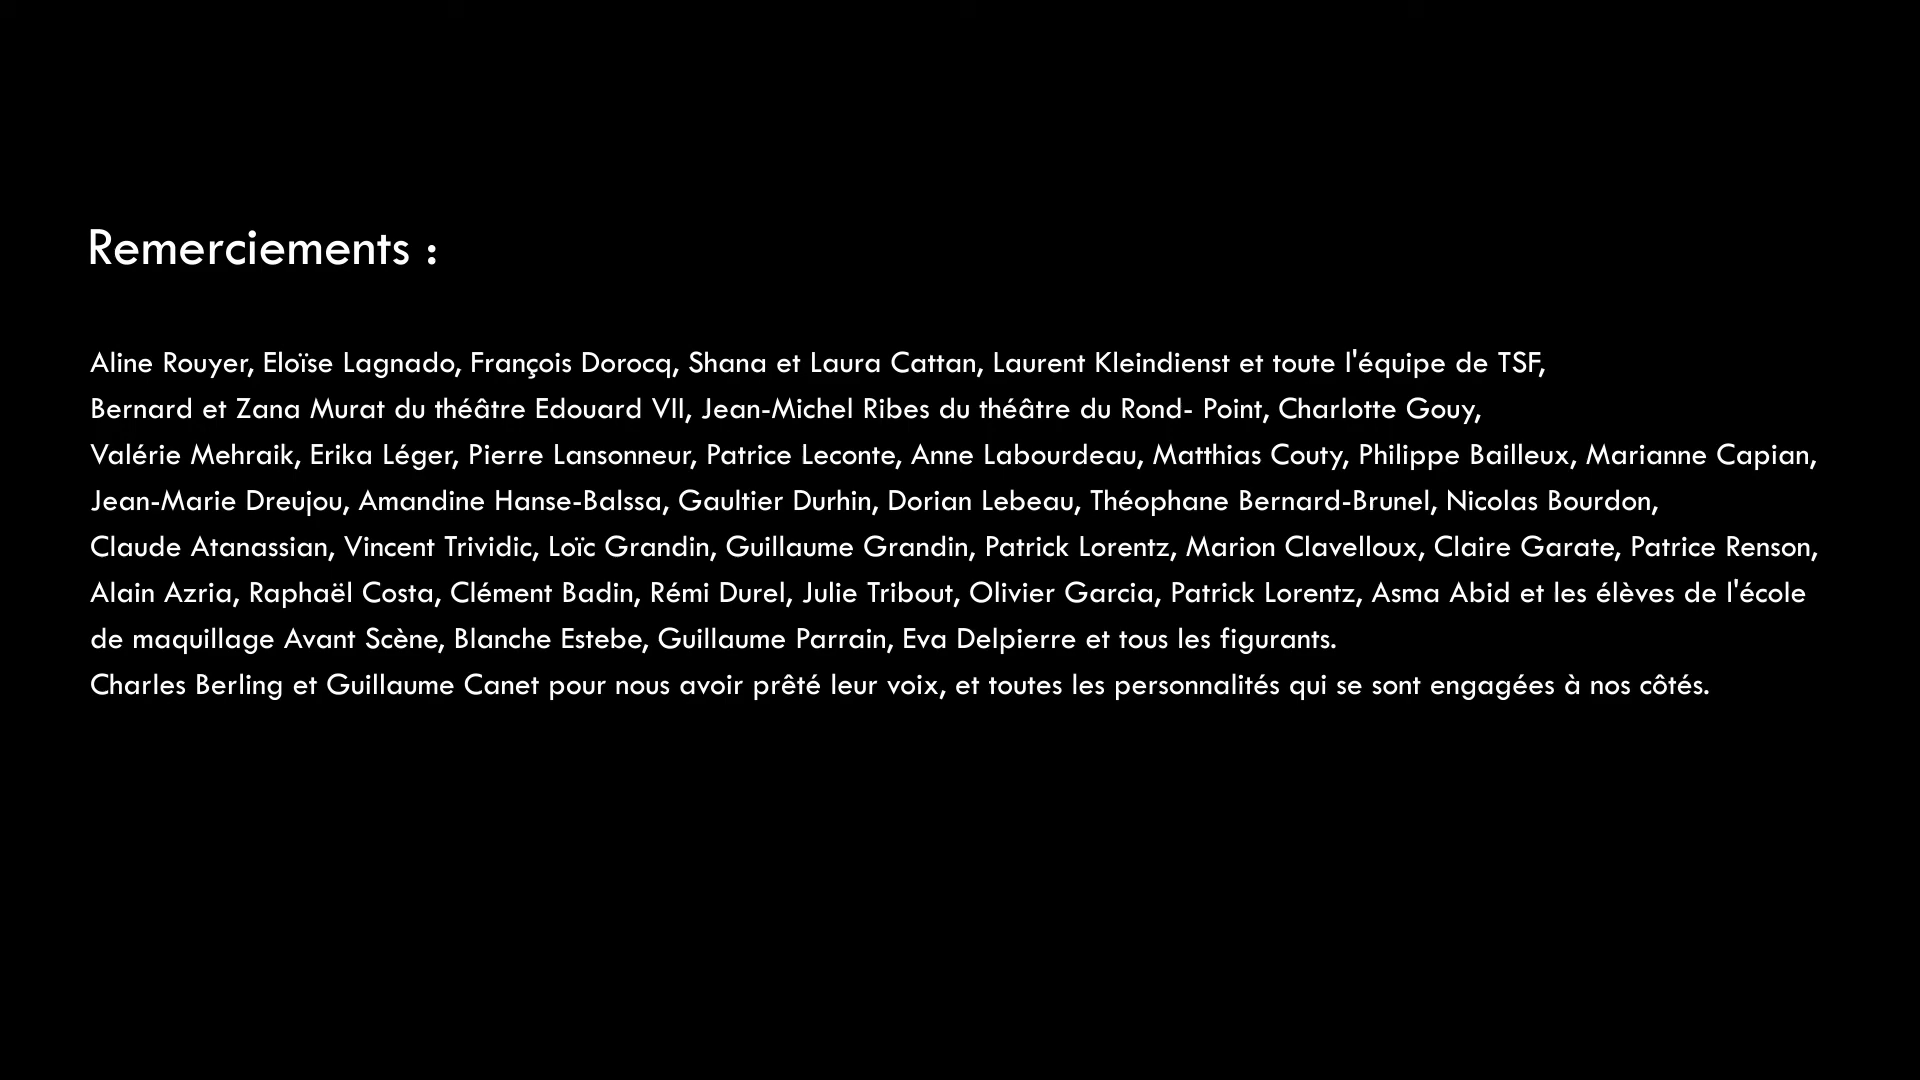 Remerciements :
Aline Rouyer, Eloïse Lagnado, François Dorocq, Shana et Laura Cattan, Laurent Kleindienst et toute l'équipe de TSF,
Bernard et Zana Murat du théâtre Edouard VII, Jean-Michel Ribes du théâtre du Rond- Point, Charlotte Gouy,
Valérie Mehraik, Erika Léger, Pierre Lansonneur, Patrice Leconte, Anne Labourdeau, Matthias Couty, Philippe Bailleux, Marianne Capian,
Jean-Marie Dreujou, Amandine Hanse-Balssa, Gaultier Durhin, Dorian Lebeau, Théophane Bernard-Brunel, Nicolas Bourdon,
Claude Atanassian, Vincent Trividic, Loïc Grandin, Guillaume Grandin, Patrick Lorentz, Marion Clavelloux, Claire Garate, Patrice Renson,
Alain Azria, Raphaël Costa, Clément Badin, Rémi Durel, Julie Tribout, Olivier Garcia, Patrick Lorentz, Asma Abid et les élèves de l'école
de maquillage Avant Scène, Blanche Estebe, Guillaume Parrain, Eva Delpierre et tous les figurants.
Charles Berling et Guillaume Canet pour nous avoir prêté leur voix, et toutes les personnalités qui se sont engagées à nos côtés.